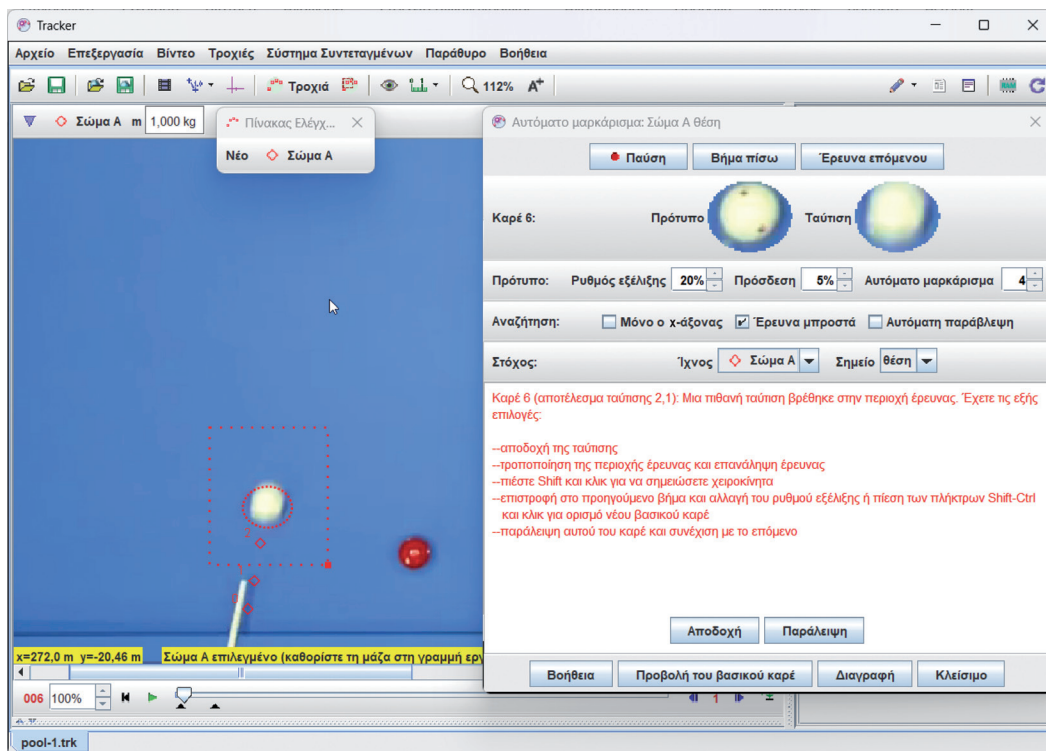 Tracker
Αρχείο Επεξεργασία Βίντεο Τροχιές Σύστημα Συντεταγμένων Παράθυρο Βοήθεια
Τροχιά 112% A+
Σώμα A m 1,000 kg
Πίνακας Ελέγχ...
Νέο Σώμα A
Αυτόματο μαρκάρισμα: Σώμα A θέση
Παύση Βήμα πίσω Έρευνα επόμενου
Καρέ 6: Πρότυπο Ταύτιση
Πρότυπο: Ρυθμός εξέλιξης 20% Πρόσδεση 5% Αυτόματο μαρκάρισμα 4
Αναζήτηση: Μόνο ο x-άξονας Έρευνα μπροστά Αυτόματη παράβλεψη
Στόχος: Ίχνος Σώμα A Σημείο θέση
Καρέ 6 (αποτέλεσμα ταύτισης 2,1): Μια πιθανή ταύτιση βρέθηκε στην περιοχή έρευνας. Έχετε τις εξής
επιλογές:
--αποδοχή της ταύτισης
--τροποποίηση της περιοχής έρευνας και επανάληψη έρευνας
--πιέστε Shift και κλικ για να σημειώσετε χειροκίνητα
--επιστροφή στο προηγούμενο βήμα και αλλαγή του ρυθμού εξέλιξης ή πίεση των πλήκτρων Shift-Ctrl
και κλικ για ορισμό νέου βασικού καρέ
--παράλειψη αυτού του καρέ και συνέχιση με το επόμενο
Αποδοχή Παράλειψη
Βοήθεια Προβολή του βασικού καρέ Διαγραφή Κλείσιμο
x=272,0 m y=-20,46 m Σώμα A επιλεγμένο (καθορίστε τη μάζα στη γραμμή
006 100% 1
pool-1.trk